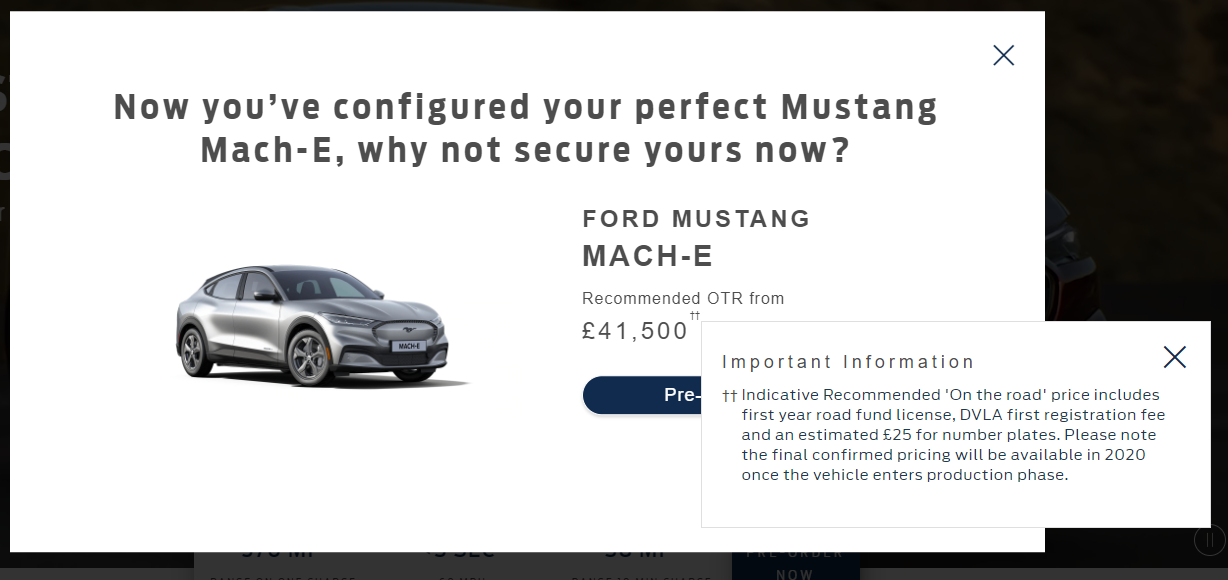 Now you’ve configured your perfect Mustang
Mach-E, why not secure yours now?
FORD MUSTANG
MACH-E
Recommended OTR from
£41,500††
Pre-
MACH-E
Important Information
†† Indicative Recommended 'On the road' price includes
first year road fund license, DVLA first registration fee
and an estimated £25 for number plates. Please note
the final confirmed pricing will be available in 2020
once the vehicle enters production phase.
PRE-ORDER
NOW